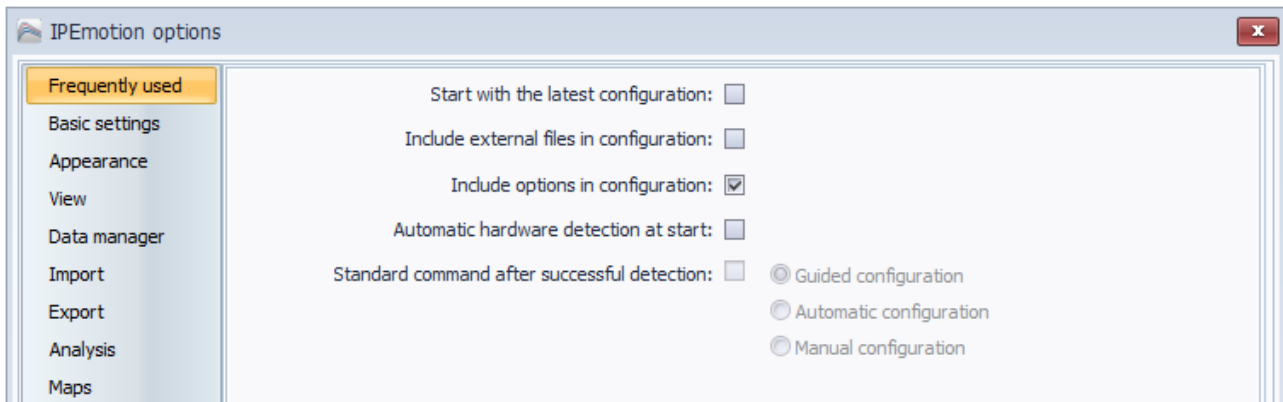 IPEmotion options
x
Frequently used
Basic settings
Appearance
View
Data manager
Import
Export
Analysis
Maps
Start with the latest configuration:
Include external files in configuration:
Include options in configuration:
Automatic hardware detection at start:
Standard command after successful detection:
Guided configuration
Automatic configuration
Manual configuration